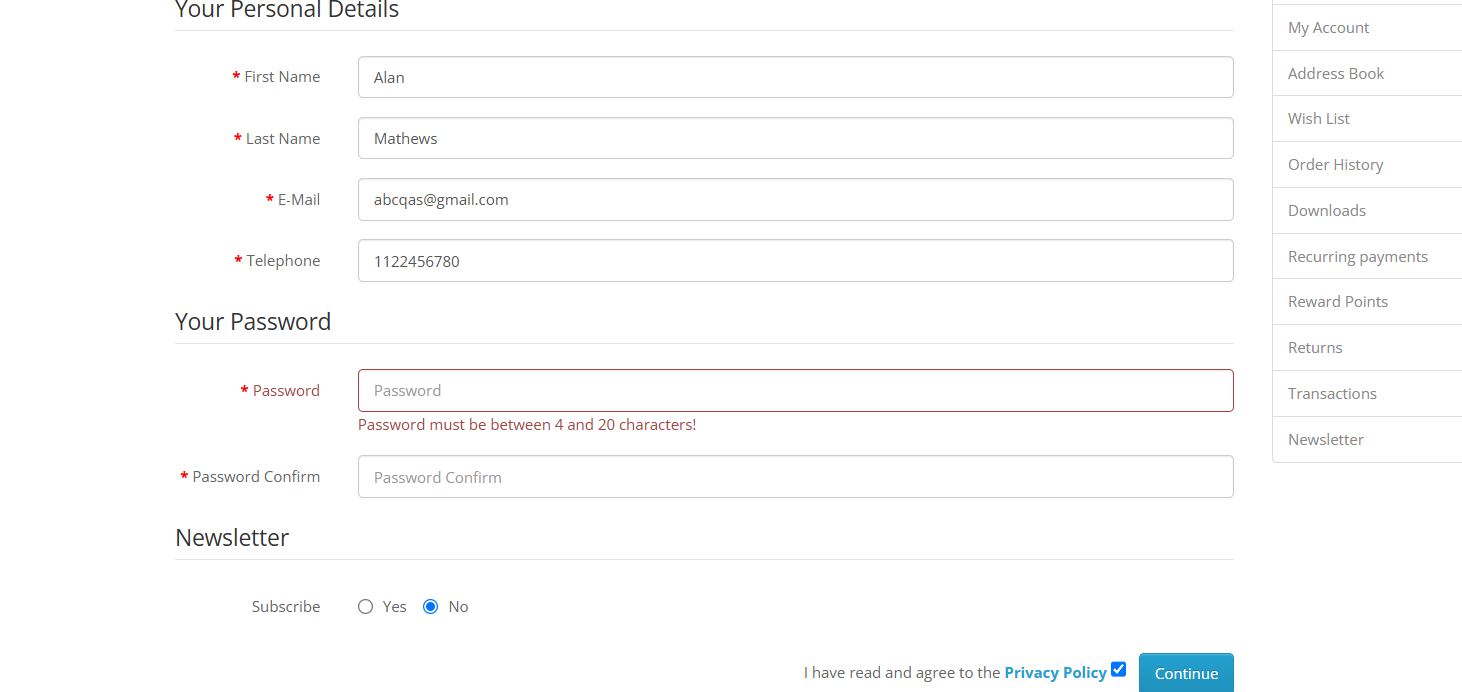 Your Personal Details
* First Name
Alan
* Last Name
Mathews
* E-Mail
abcqas@gmail.com
* Telephone
1122456780
Your Password
* Password
Password
Password must be between 4 and 20 characters!
* Password Confirm
Password Confirm
Newsletter
Subscribe
Yes
No
I have read and agree to the Privacy Policy
Continue
My Account
Address Book
Wish List
Order History
Downloads
Recurring payments
Reward Points
Returns
Transactions
Newsletter